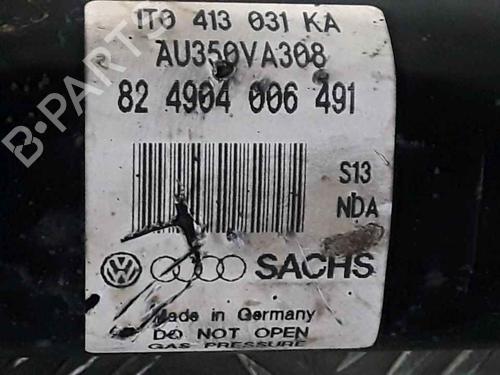 1T0 413 031 KA
AU350VA308
82 4904 006 491
S13
NDA
SACHS
Made in Germany
DO NOT OPEN
GAS PRESSURE
B-PARTS